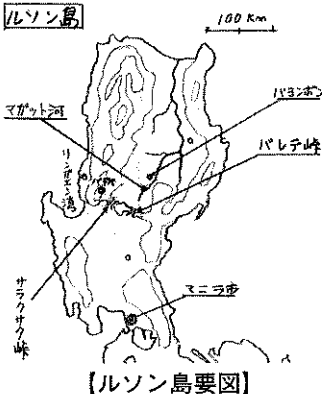 ルソン島
100 Km
マガット河
バヨンボン
バレテ峠
リンガエン湾
サラクサク峠
マニラ市
【ルソン島要図】